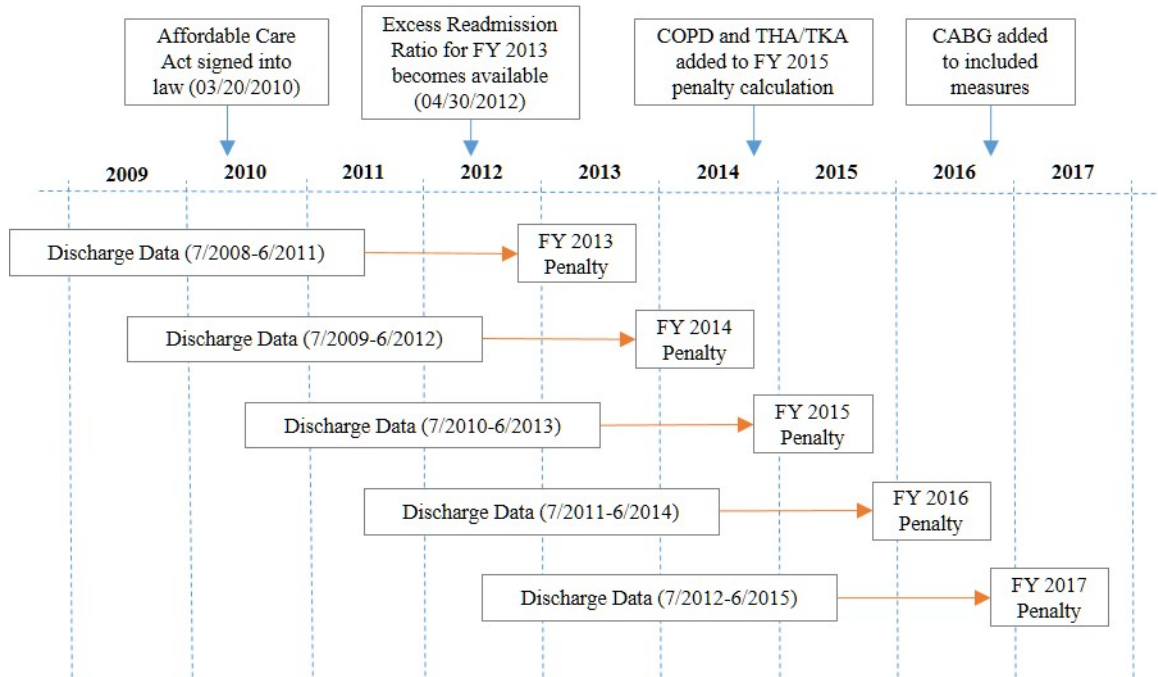 Affordable Care
Act signed into
law (03/20/2010)
Excess Readmission
Ratio for FY 2013
becomes available
(04/30/2012)
COPD and THA/TKA
added to FY 2015
penalty calculation
CABG added
to included
measures
2009 2010 2011 2012 2013 2014 2015 2016 2017
Discharge Data (7/2008-6/2011)
FY 2013
Penalty
Discharge Data (7/2009-6/2012)
FY 2014
Penalty
Discharge Data (7/2010-6/2013)
FY 2015
Penalty
Discharge Data (7/2011-6/2014)
FY 2016
Penalty
Discharge Data (7/2012-6/2015)
FY 2017
Penalty